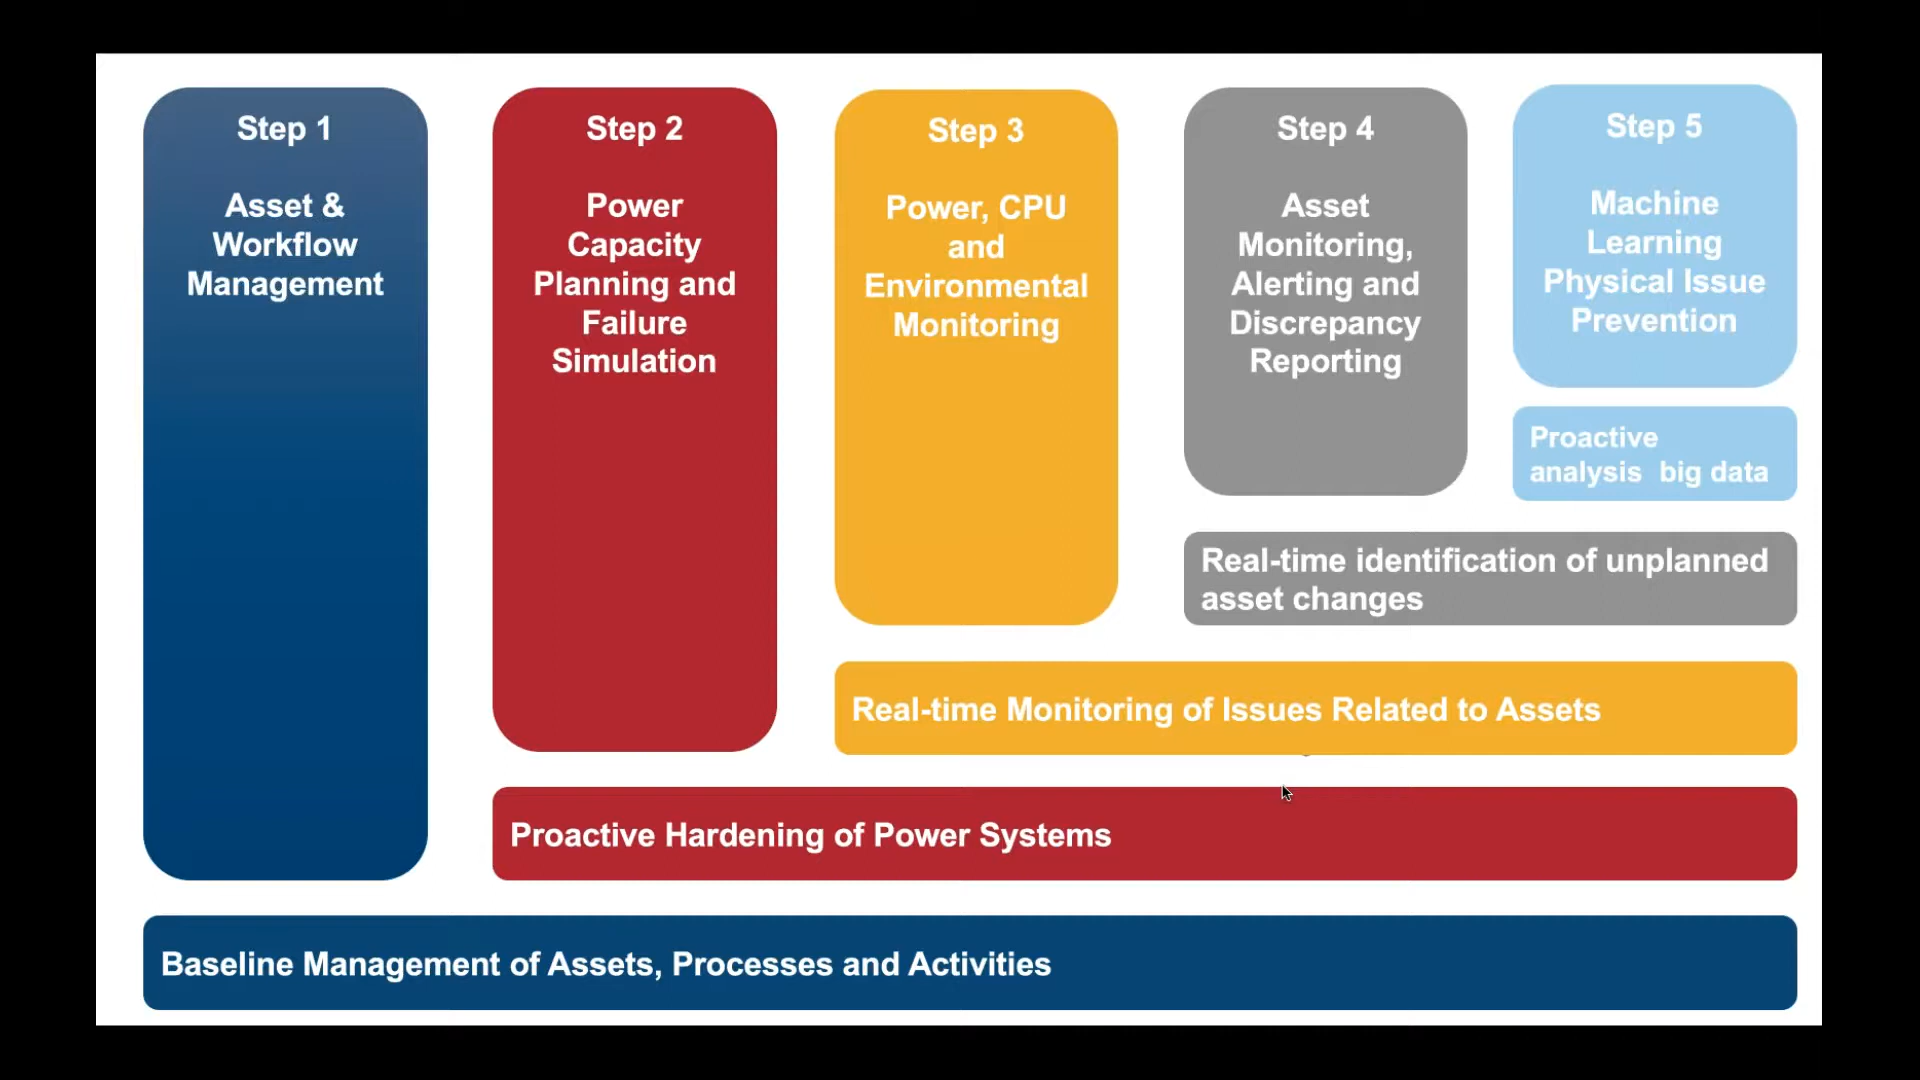 Step 1
Asset &
Workflow
Management
Step 2
Power
Capacity
Planning and
Failure
Simulation
Step 3
Power, CPU
and
Environmental
Monitoring
Step 4
Asset
Monitoring,
Alerting and
Discrepancy
Reporting
Step 5
Machine
Learning
Physical Issue
Prevention
Proactive
analysis  big data
Real-time identification of unplanned
asset changes
Real-time Monitoring of Issues Related to Assets
Proactive Hardening of Power Systems
Baseline Management of Assets, Processes and Activities